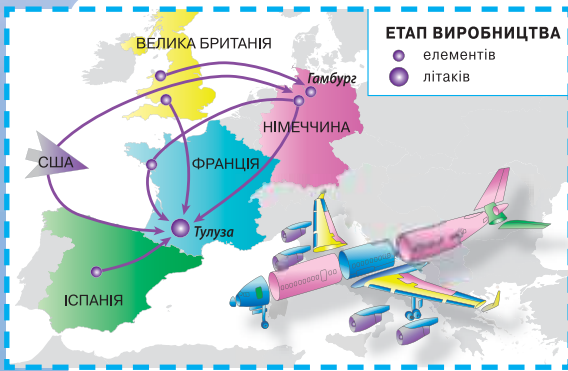 ВЕЛИКА БРИТАНІЯ
ЕТАП ВИРОБНИЦТВА
елементів
літаків
Гамбург
НІМЕЧЧИНА
США
ФРАНЦІЯ
Тулуза
ІСПАНІЯ